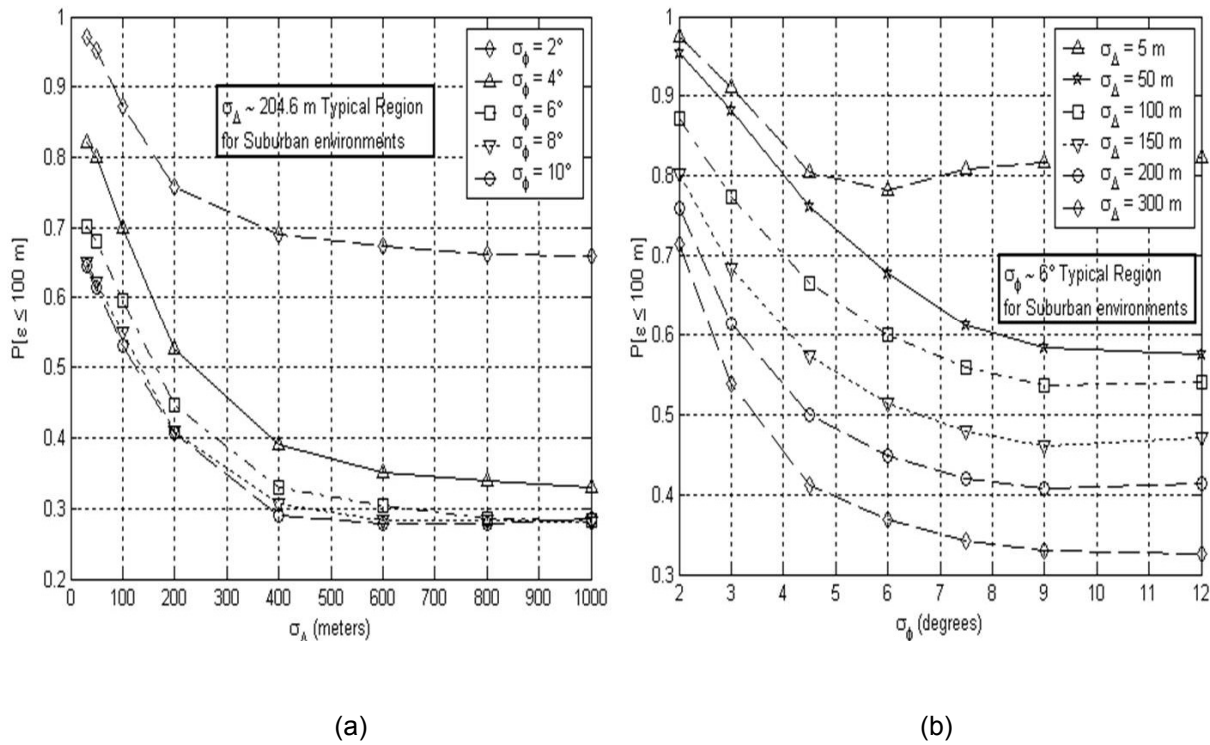 1
0.9
0.8
0.7
0.6
0.5
0.4
0.3
0.2
P[ε ≤ 100 m]
0 100 200 300 400 500 600 700 800 900 1000
σ_Δ (meters)
σ_Δ ~ 204.6 m Typical Region
for Suburban environments
σ_ϕ = 2°
σ_ϕ = 4°
σ_ϕ = 6°
σ_ϕ = 8°
σ_ϕ = 10°
(a)
1
0.9
0.8
0.7
0.6
0.5
0.4
0.3
P[ε ≤ 100 m]
2 3 4 5 6 7 8 9 10 11 12
σ_ϕ (degrees)
σ_Δ = 5 m
σ_Δ = 50 m
σ_Δ = 100 m
σ_Δ = 150 m
σ_Δ = 200 m
σ_Δ = 300 m
σ_ϕ ~ 6° Typical Region
for Suburban environments
(b)